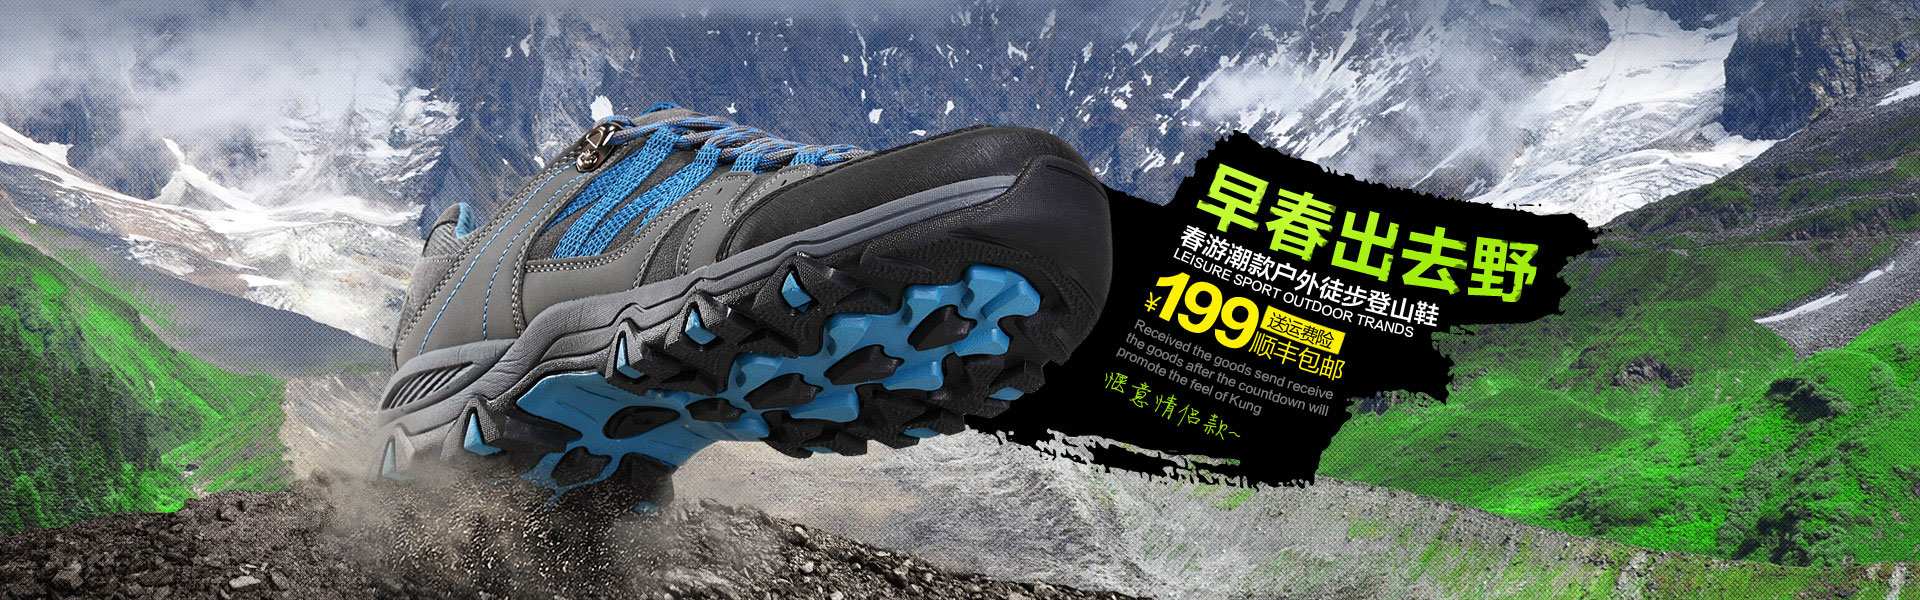 早春出去野
春游潮款户外徒步登山鞋
LEISURE SPORT OUTDOOR TRANDS
¥199 送运费险
顺丰包邮
Received the goods send receive
the goods after the countdown will
promote the feel of Kung
惬意情侣款~